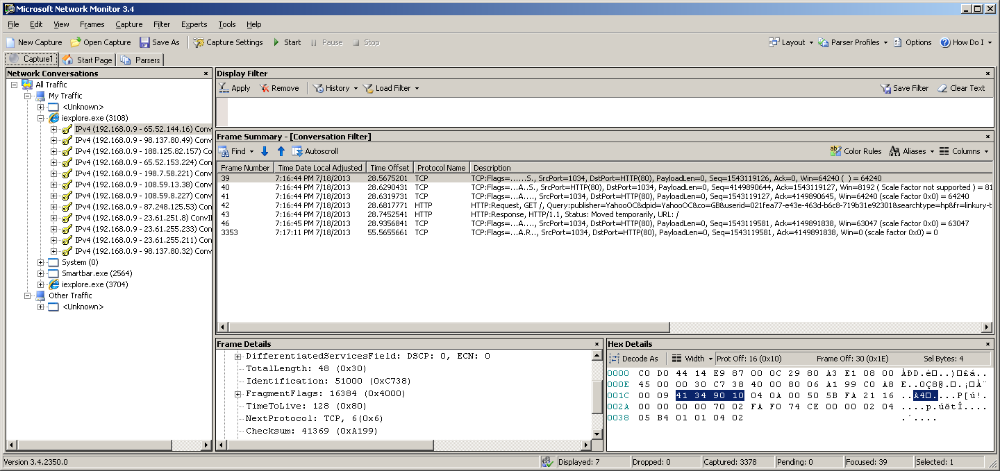 Microsoft Network Monitor 3.4
File Edit View Frames Capture Filter Experts Tools Help
New Capture Open Capture Save As Capture Settings Start Pause Stop Layout Parser Profiles Options How Do I
Capture1 Start Page Parsers
Network Conversations
All Traffic
My Traffic
<Unknown>
iexplore.exe (3108)
IPv4 (192.168.0.9 - 65.52.144.16) Conv
IPv4 (192.168.0.9 - 98.137.80.49) Conv
IPv4 (192.168.0.9 - 188.125.82.157) Co
IPv4 (192.168.0.9 - 65.52.153.224) Con
IPv4 (192.168.0.9 - 198.7.58.221) Conv
IPv4 (192.168.0.9 - 108.59.13.38) Conv
IPv4 (192.168.0.9 - 108.59.8.227) Conv
IPv4 (192.168.0.9 - 87.248.125.53) Con
IPv4 (192.168.0.9 - 23.61.251.8) ConvI
IPv4 (192.168.0.9 - 23.61.255.233) Con
IPv4 (192.168.0.9 - 23.61.255.211) Con
IPv4 (192.168.0.9 - 98.137.80.32) Conv
System (0)
Smartbar.exe (2564)
iexplore.exe (3704)
Other Traffic
<Unknown>
Display Filter
Apply Remove History Load Filter Save Filter Clear Text
Frame Summary - [Conversation Filter]
Find Autoscroll Color Rules Aliases Columns
Frame Number Time Date Local Adjusted Time Offset Protocol Name Description
39 7:16:44 PM 7/18/2013 28.5675201 TCP TCP:Flags=......S., SrcPort=1034, DstPort=HTTP(80), PayloadLen=0, Seq=1543119126, Ack=0, Win=64240 ( ) = 64240
40 7:16:44 PM 7/18/2013 28.6290431 TCP TCP:Flags=...A..S., SrcPort=HTTP(80), DstPort=1034, PayloadLen=0, Seq=4149890644, Ack=1543119127, Win=8192 ( Scale factor not supported ) = 81
41 7:16:44 PM 7/18/2013 28.6319731 TCP TCP:Flags=...A...., SrcPort=1034, DstPort=HTTP(80), PayloadLen=0, Seq=1543119127, Ack=4149890645, Win=64240 (scale factor 0x0) = 64240
42 7:16:44 PM 7/18/2013 28.6817771 HTTP HTTP:Request, GET /, Query:publisher=YahooOC&dpid=YahooOC&co=GB&userid=021fea77-e43e-463d-b6c8-719b31e92301&searchtype=hp&fr=linkury-t
43 7:16:44 PM 7/18/2013 28.7452541 HTTP HTTP:Response, HTTP/1.1, Status: Moved temporarily, URL: /
46 7:16:45 PM 7/18/2013 28.9356841 TCP TCP:Flags=...A...., SrcPort=1034, DstPort=HTTP(80), PayloadLen=0, Seq=1543119581, Ack=4149891838, Win=63047 (scale factor 0x0) = 63047
3353 7:17:11 PM 7/18/2013 55.5655661 TCP TCP:Flags=...A.R.., SrcPort=1034, DstPort=HTTP(80), PayloadLen=0, Seq=1543119581, Ack=4149891838, Win=0 (scale factor 0x0) = 0
Frame Details
DifferentiatedServicesField: DSCP: 0, ECN: 0
TotalLength: 48 (0x30)
Identification: 51000 (0xC738)
FragmentFlags: 16384 (0x4000)
TimeToLive: 128 (0x80)
NextProtocol: TCP, 6(0x6)
Checksum: 41369 (0xA199)
Hex Details
Decode As Width Prot Off: 16 (0x10) Frame Off: 30 (0x1E) Sel Bytes: 4
0000 C0 D0 44 14 E9 87 00 0C 29 80 A3 E1 08 00 ÀÐD.é□..)□£á..
000E 45 00 00 30 C7 38 40 00 80 06 A1 99 C0 A8 E..0Ç8@.□.¡□À¨
001C 00 09 41 34 90 10 04 0A 00 50 5B FA 21 16 ..A4□....P[ú!.
002A 00 00 00 00 70 02 FA F0 74 CE 00 00 02 04 ....p.úðtÎ....
0038 05 B4 01 01 04 02 .´....
Version 3.4.2350.0 Displayed: 7 Dropped: 0 Captured: 3378 Pending: 0 Focused: 39 Selected: 1